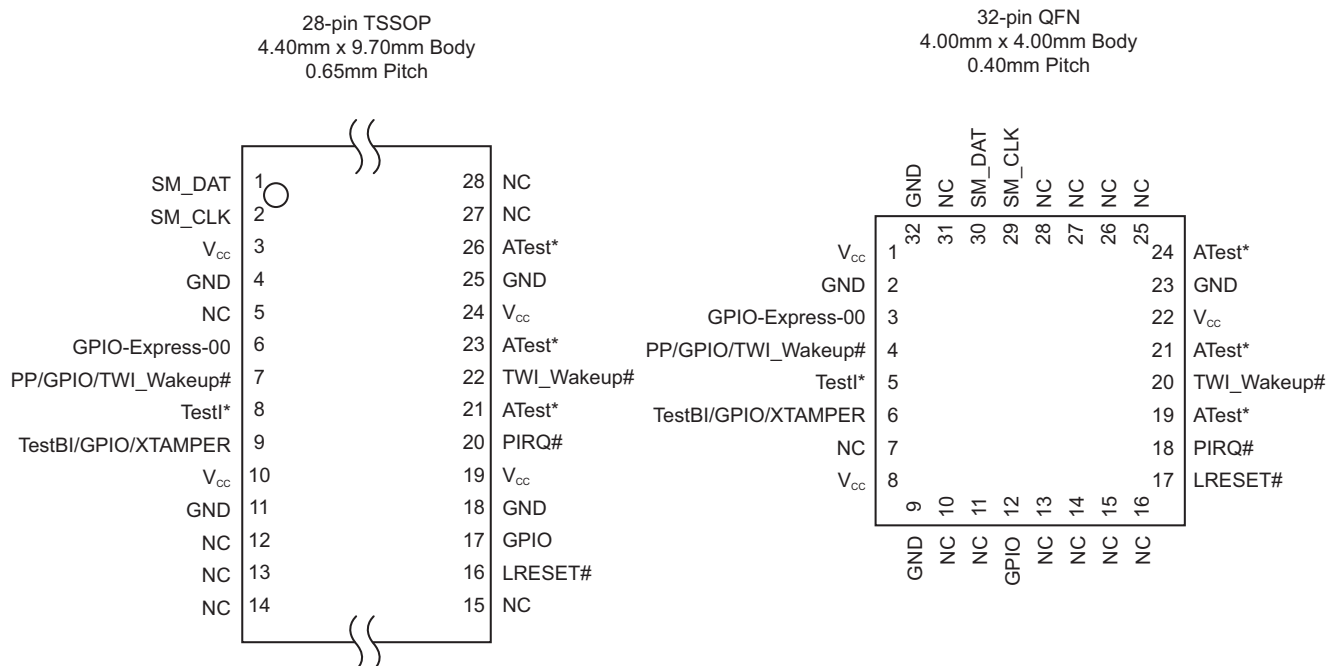 28-pin TSSOP
4.40mm x 9.70mm Body
0.65mm Pitch
SM_DAT 1
SM_CLK 2
Vcc 3
GND 4
NC 5
GPIO-Express-00 6
PP/GPIO/TWI_Wakeup# 7
TestI* 8
TestBI/GPIO/XTAMPER 9
Vcc 10
GND 11
NC 12
NC 13
NC 14
28 NC
27 NC
26 ATest*
25 GND
24 Vcc
23 ATest*
22 TWI_Wakeup#
21 ATest*
20 PIRQ#
19 Vcc
18 GND
17 GPIO
16 LRESET#
15 NC
32-pin QFN
4.00mm x 4.00mm Body
0.40mm Pitch
GND 32
NC 31
SM_DAT 30
SM_CLK 29
NC 28
NC 27
NC 26
NC 25
Vcc 1
GND 2
GPIO-Express-00 3
PP/GPIO/TWI_Wakeup# 4
TestI* 5
TestBI/GPIO/XTAMPER 6
NC 7
Vcc 8
24 ATest*
23 GND
22 Vcc
21 ATest*
20 TWI_Wakeup#
19 ATest*
18 PIRQ#
17 LRESET#
GND 9
NC 10
NC 11
GPIO 12
NC 13
NC 14
NC 15
NC 16